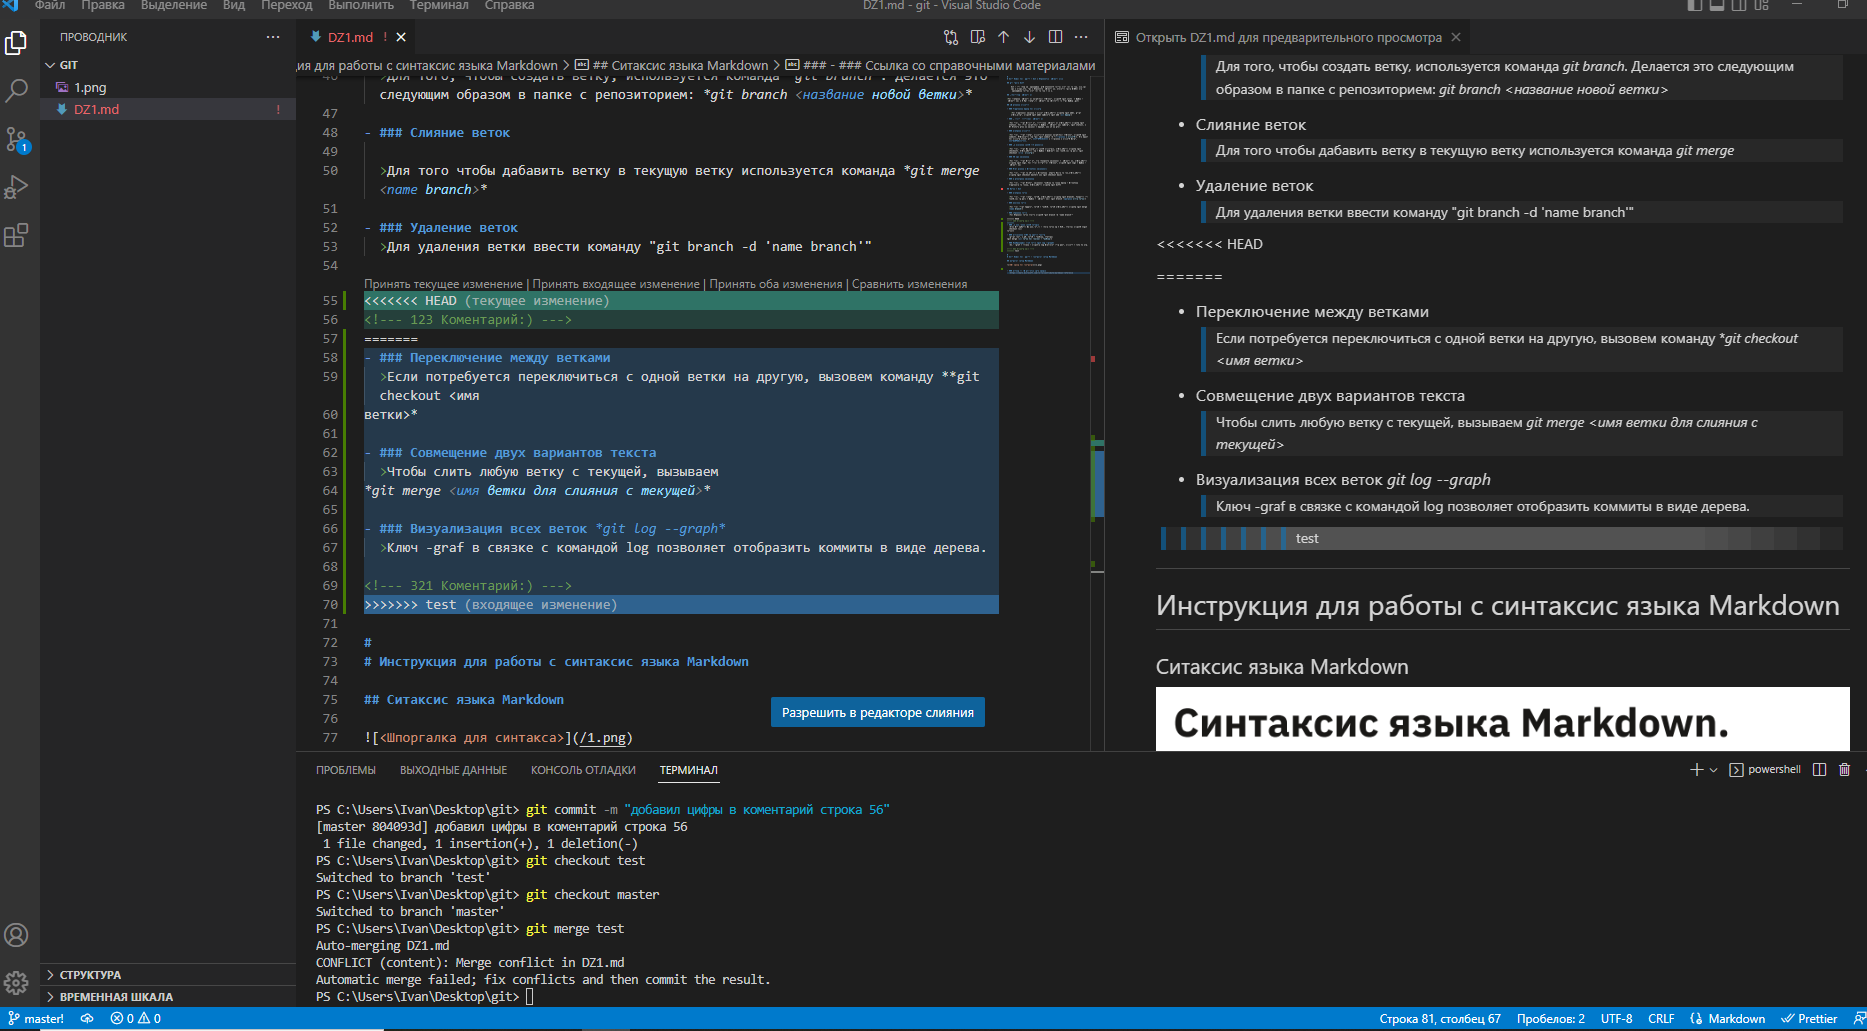 Файл Правка Выделение Вид Переход Выполнить Терминал Справка
DZ1.md - git - Visual Studio Code
ПРОВОДНИК
GIT
1.png
DZ1.md !
1
СТРУКТУРА
ВРЕМЕННАЯ ШКАЛА
DZ1.md !
ия для работы с синтаксис языка Markdown > ## Ситаксис языка Markdown > ### - ### Ссылка со справочными материалами
46 >Для того, чтобы создать ветку, используется команда *git branch*. Делается это
следующим образом в папке с репозиторием: *git branch <название новой ветки>*
47
48 - ### Слияние веток
49
50 >Для того чтобы дабавить ветку в текущую ветку используется команда *git merge
<name branch>*
51
52 - ### Удаление веток
53 >Для удаления ветки ввести команду "git branch -d 'name branch'"
54
Принять текущее изменение | Принять входящее изменение | Принять оба изменения | Сравнить изменения
55 <<<<<<< HEAD (текущее изменение)
56 <!--- 123 Коментарий:) --->
57 =======
58 - ### Переключение между ветками
59 >Если потребуется переключиться с одной ветки на другую, вызовем команду **git
checkout <имя
60 ветки>*
61
62 - ### Совмещение двух вариантов текста
63 >Чтобы слить любую ветку с текущей, вызываем
64 *git merge <имя ветки для слияния с текущей>*
65
66 - ### Визуализация всех веток *git log --graph*
67 >Ключ -graf в связке с командой log позволяет отобразить коммиты в виде дерева.
68
69 <!--- 321 Коментарий:) --->
70 >>>>>>> test (входящее изменение)
71
72 #
73 # Инструкция для работы с синтаксис языка Markdown
74
75 ## Ситаксис языка Markdown
76
77 ![<Шпоргалка для синтакса>](/1.png)
Разрешить в редакторе слияния
Открыть DZ1.md для предварительного просмотра
Для того, чтобы создать ветку, используется команда git branch. Делается это следующим
образом в папке с репозиторием: git branch <название новой ветки>
• Слияние веток
Для того чтобы дабавить ветку в текущую ветку используется команда git merge
• Удаление веток
Для удаления ветки ввести команду "git branch -d 'name branch'"
<<<<<<< HEAD
=======
• Переключение между ветками
Если потребуется переключиться с одной ветки на другую, вызовем команду *git checkout
<имя ветки>
• Совмещение двух вариантов текста
Чтобы слить любую ветку с текущей, вызываем git merge <имя ветки для слияния с
текущей>
• Визуализация всех веток git log --graph
Ключ -graf в связке с командой log позволяет отобразить коммиты в виде дерева.
test
Инструкция для работы с синтаксис языка Markdown
Ситаксис языка Markdown
Синтаксис языка Markdown.
ПРОБЛЕМЫ ВЫХОДНЫЕ ДАННЫЕ КОНСОЛЬ ОТЛАДКИ ТЕРМИНАЛ
powershell
PS C:\Users\Ivan\Desktop\git> git commit -m "добавил цифры в коментарий строка 56"
[master 804093d] добавил цифры в коментарий строка 56
1 file changed, 1 insertion(+), 1 deletion(-)
PS C:\Users\Ivan\Desktop\git> git checkout test
Switched to branch 'test'
PS C:\Users\Ivan\Desktop\git> git checkout master
Switched to branch 'master'
PS C:\Users\Ivan\Desktop\git> git merge test
Auto-merging DZ1.md
CONFLICT (content): Merge conflict in DZ1.md
Automatic merge failed; fix conflicts and then commit the result.
PS C:\Users\Ivan\Desktop\git>
master! 0 0 Строка 81, столбец 67 Пробелов: 2 UTF-8 CRLF Markdown Prettier